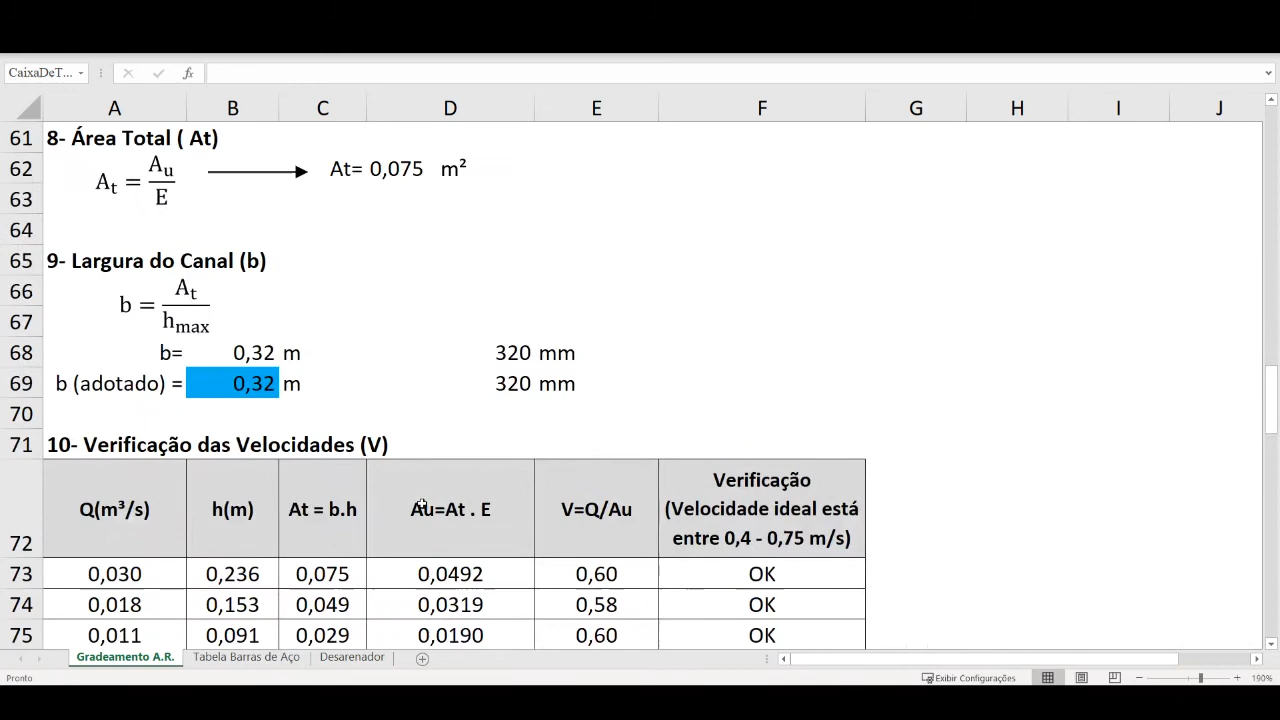 CaixaDeT...
fx
A B C D E F G H I J
61 8- Área Total ( At)
62 At = Au / E At= 0,075 m²
63
64
65 9- Largura do Canal (b)
66 b = At / hmax
67
68 b= 0,32 m 320 mm
69 b (adotado) = 0,32 m 320 mm
70
71 10- Verificação das Velocidades (V)
72 Q(m³/s) h(m) At = b.h Au=At . E V=Q/Au Verificação
(Velocidade ideal está
entre 0,4 - 0,75 m/s)
73 0,030 0,236 0,075 0,0492 0,60 OK
74 0,018 0,153 0,049 0,0319 0,58 OK
75 0,011 0,091 0,029 0,0190 0,60 OK
Gradeamento A.R. Tabela Barras de Aço Desarenador
Pronto Exibir Configurações 190%